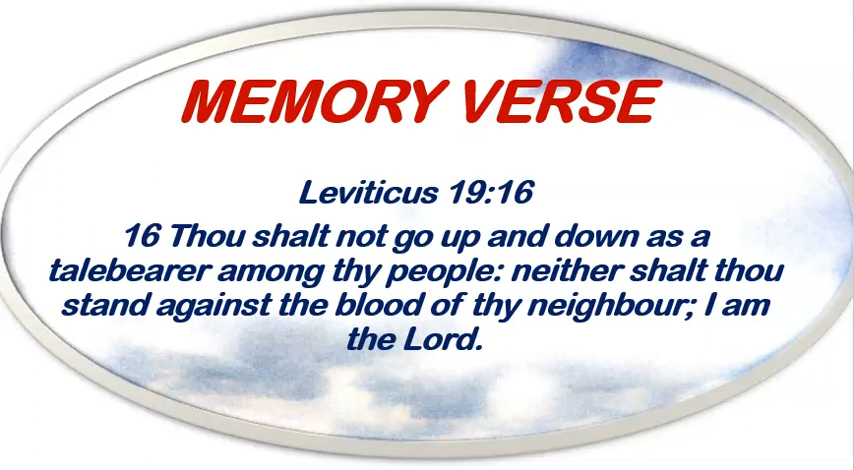 MEMORY VERSE
Leviticus 19:16
16 Thou shalt not go up and down as a
talebearer among thy people: neither shalt thou
stand against the blood of thy neighbour; I am
the Lord.